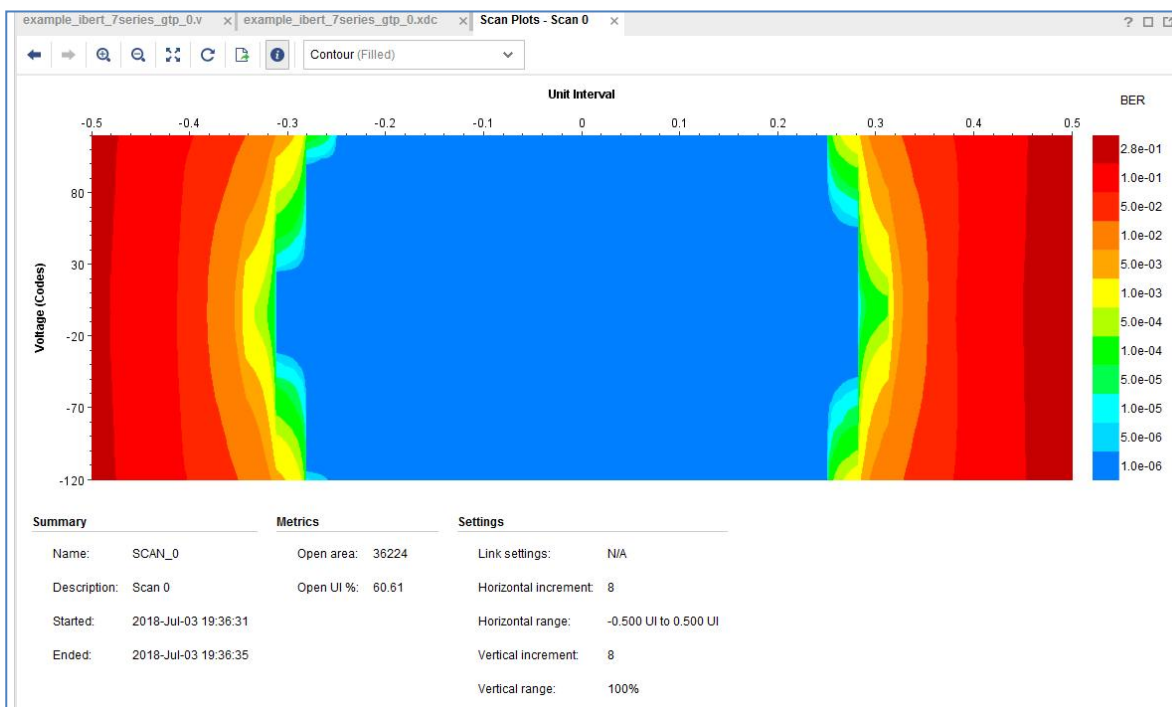 example_ibert_7series_gtp_0.v × example_ibert_7series_gtp_0.xdc × Scan Plots - Scan 0 × ?
Contour (Filled)
Unit Interval
BER
-0.5 -0.4 -0.3 -0.2 -0.1 0 0.1 0.2 0.3 0.4 0.5
Voltage (Codes)
80
30
-20
-70
-120
2.8e-01
1.0e-01
5.0e-02
1.0e-02
5.0e-03
1.0e-03
5.0e-04
1.0e-04
5.0e-05
1.0e-05
5.0e-06
1.0e-06
Summary
Name: SCAN_0
Description: Scan 0
Started: 2018-Jul-03 19:36:31
Ended: 2018-Jul-03 19:36:35
Metrics
Open area: 36224
Open UI %: 60.61
Settings
Link settings: N/A
Horizontal increment: 8
Horizontal range: -0.500 UI to 0.500 UI
Vertical increment: 8
Vertical range: 100%